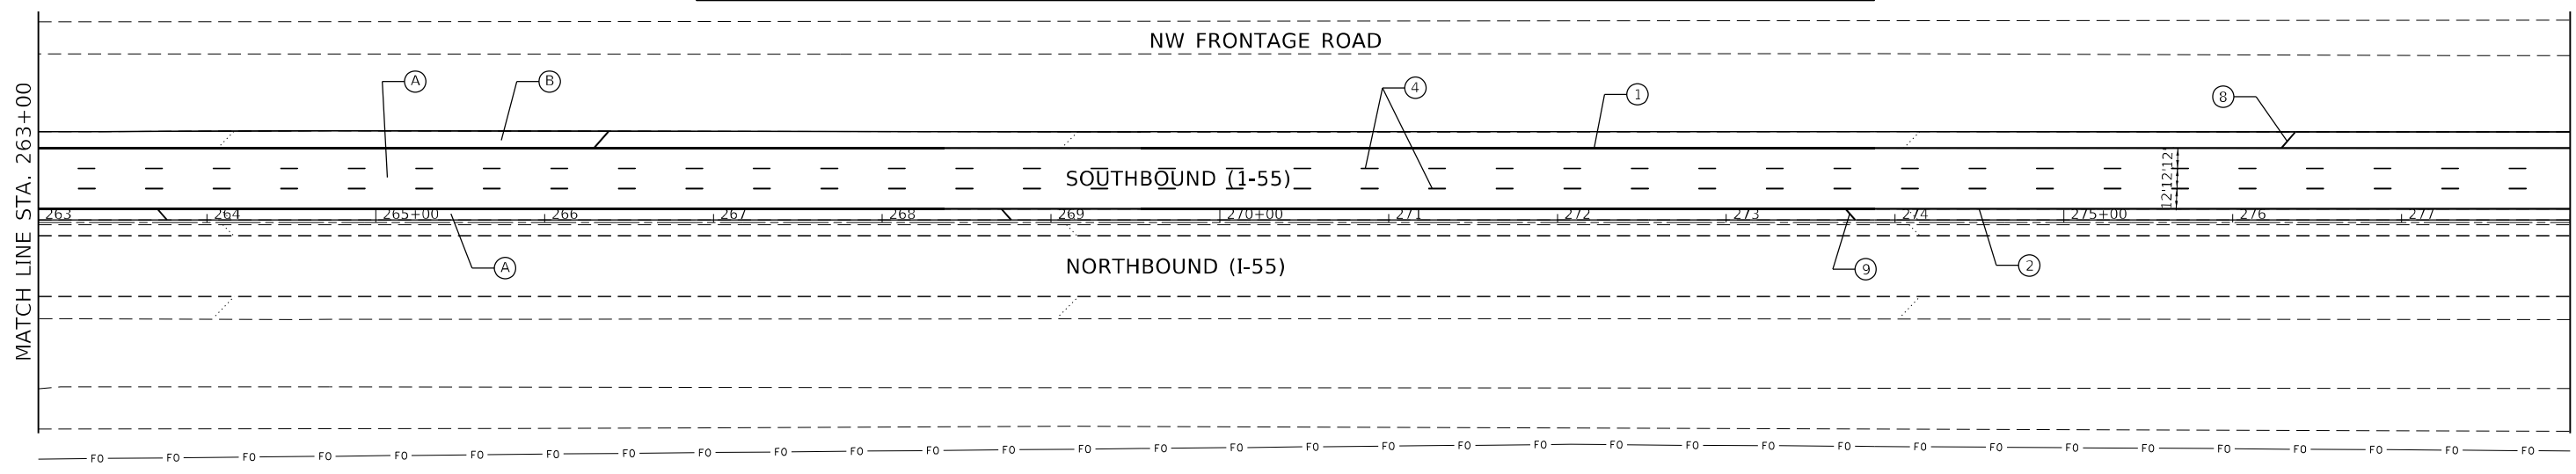 NW FRONTAGE ROAD
A
B
4
1
8
MATCH LINE STA. 263+00
12'12'12'
SOUTHBOUND (1-55)
263 264 265+00 266 267 268 269 270+00 271 272 273 274 275+00 276 277
A
NORTHBOUND (I-55)
9
2
FO FO FO FO FO FO FO FO FO FO FO FO FO FO FO FO FO FO FO FO FO FO FO FO FO FO FO FO FO FO FO FO FO